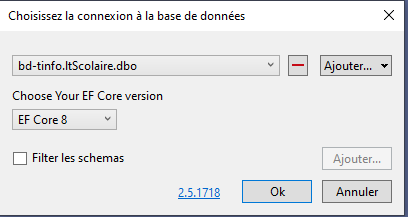 Choisissez la connexion à la base de données
bd-tinfo.ltScolaire.dbo
Ajouter...
Choose Your EF Core version
EF Core 8
Filter les schemas
Ajouter...
2.5.1718
Ok
Annuler